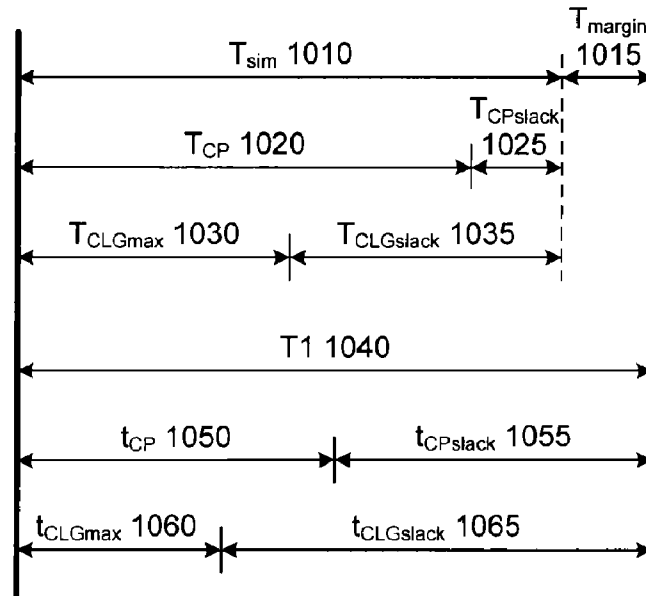 T_margin
T_sim 1010
1015
T_CPslack
T_CP 1020
1025
T_CLGmax 1030
T_CLGslack 1035
T1 1040
t_CP 1050
t_CPslack 1055
t_CLGmax 1060
t_CLGslack 1065